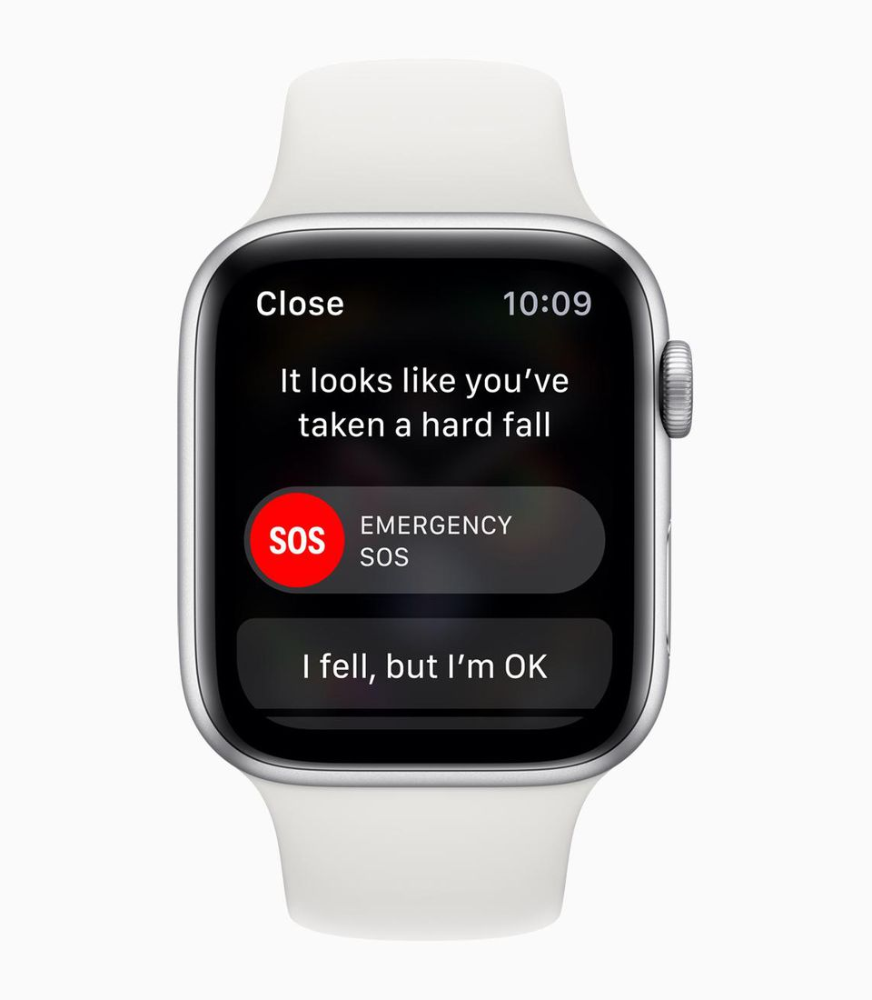 Close 10:09
It looks like you’ve
taken a hard fall
SOS
EMERGENCY
SOS
I fell, but I’m OK